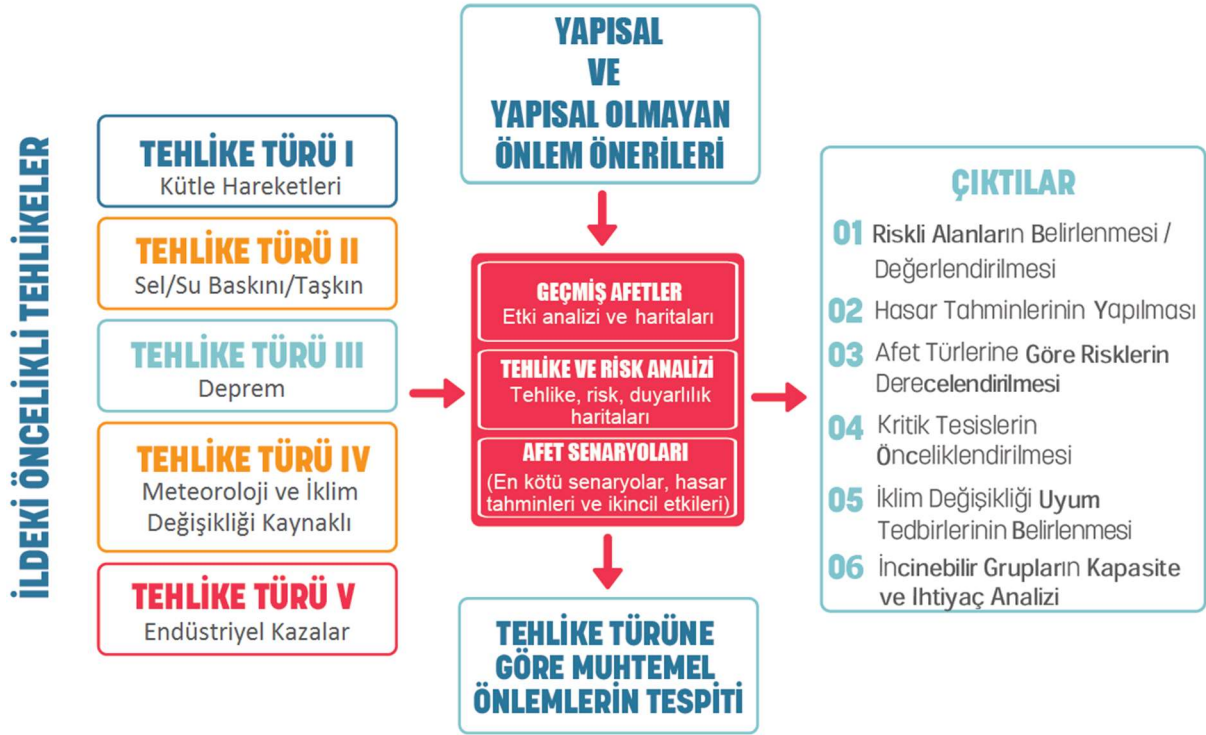 İLDEKİ ÖNCELİKLİ TEHLİKELER
TEHLİKE TÜRÜ I
Kütle Hareketleri
TEHLİKE TÜRÜ II
Sel/Su Baskını/Taşkın
TEHLİKE TÜRÜ III
Deprem
TEHLİKE TÜRÜ IV
Meteoroloji ve İklim
Değişikliği Kaynaklı
TEHLİKE TÜRÜ V
Endüstriyel Kazalar
YAPISAL
VE
YAPISAL OLMAYAN
ÖNLEM ÖNERİLERİ
GEÇMİŞ AFETLER
Etki analizi ve haritaları
TEHLİKE VE RİSK ANALİZİ
Tehlike, risk, duyarlılık
haritaları
AFET SENARYOLARI
(En kötü senaryolar, hasar
tahminleri ve ikincil etkileri)
TEHLİKE TÜRÜNE
GÖRE MUHTEMEL
ÖNLEMLERİN TESPİTİ
ÇIKTILAR
01 Riskli Alanların Belirlenmesi /
Değerlendirilmesi
02 Hasar Tahminlerinin Yapılması
03 Afet Türlerine Göre Risklerin
Derecelendirilmesi
04 Kritik Tesislerin
Önceliklendirilmesi
05 İklim Değişikliği Uyum
Tedbirlerinin Belirlenmesi
06 İncinebilir Grupların Kapasite
ve Ihtiyaç Analizi